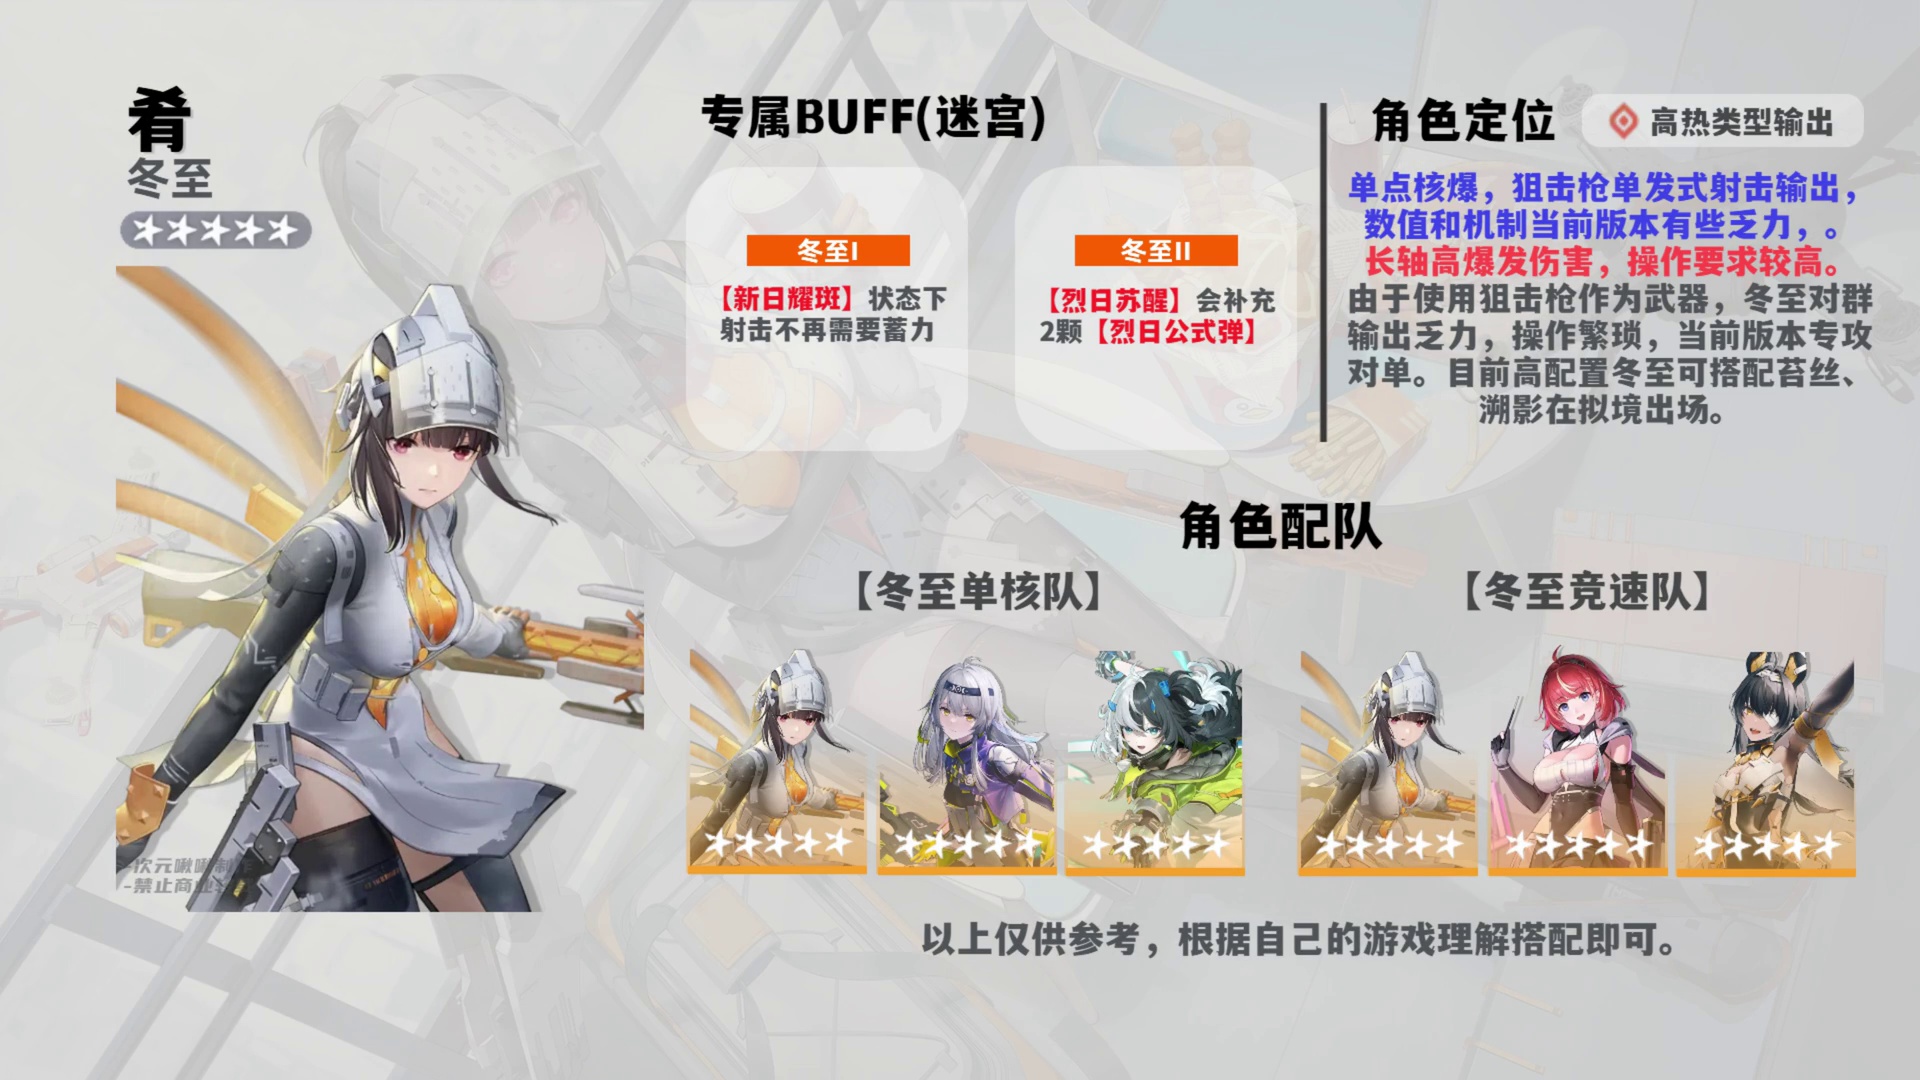 肴
冬至
专属BUFF(迷宫)
冬至I
【新日耀斑】状态下
射击不再需要蓄力
冬至II
【烈日苏醒】会补充
2颗【烈日公式弹】
角色定位
高热类型输出
单点核爆，狙击枪单发式射击输出，
数值和机制当前版本有些乏力，。
长轴高爆发伤害，操作要求较高。
由于使用狙击枪作为武器，冬至对群
输出乏力，操作繁琐，当前版本专攻
对单。目前高配置冬至可搭配苔丝、
溯影在拟境出场。
角色配队
【冬至单核队】
【冬至竞速队】
以上仅供参考，根据自己的游戏理解搭配即可。
次元啾啾制
-禁止商业